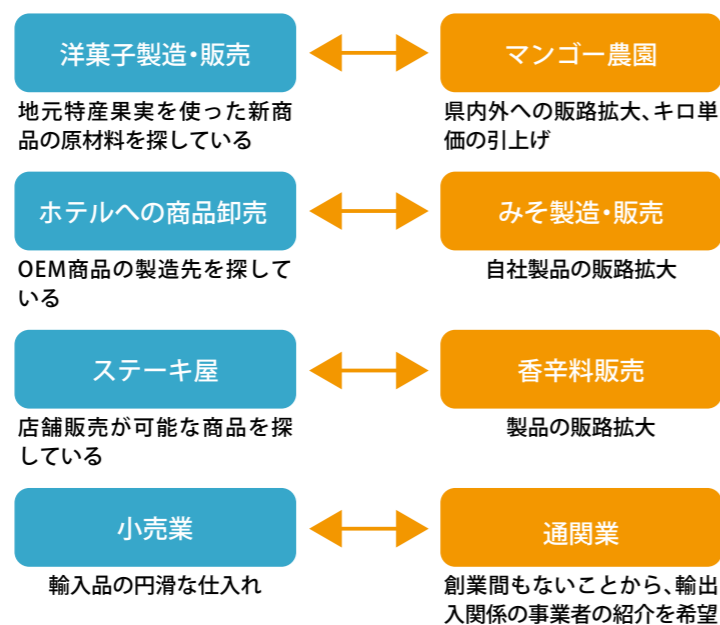 洋菓子製造・販売
マンゴー農園
地元特産果実を使った新商
品の原材料を探している
県内外への販路拡大、キロ単
価の引上げ
ホテルへの商品卸売
みそ製造・販売
OEM商品の製造先を探して
いる
自社製品の販路拡大
ステーキ屋
香辛料販売
店舗販売が可能な商品を探
している
製品の販路拡大
小売業
通関業
輸入品の円滑な仕入れ
創業間もないことから、輸出
入関係の事業者の紹介を希望